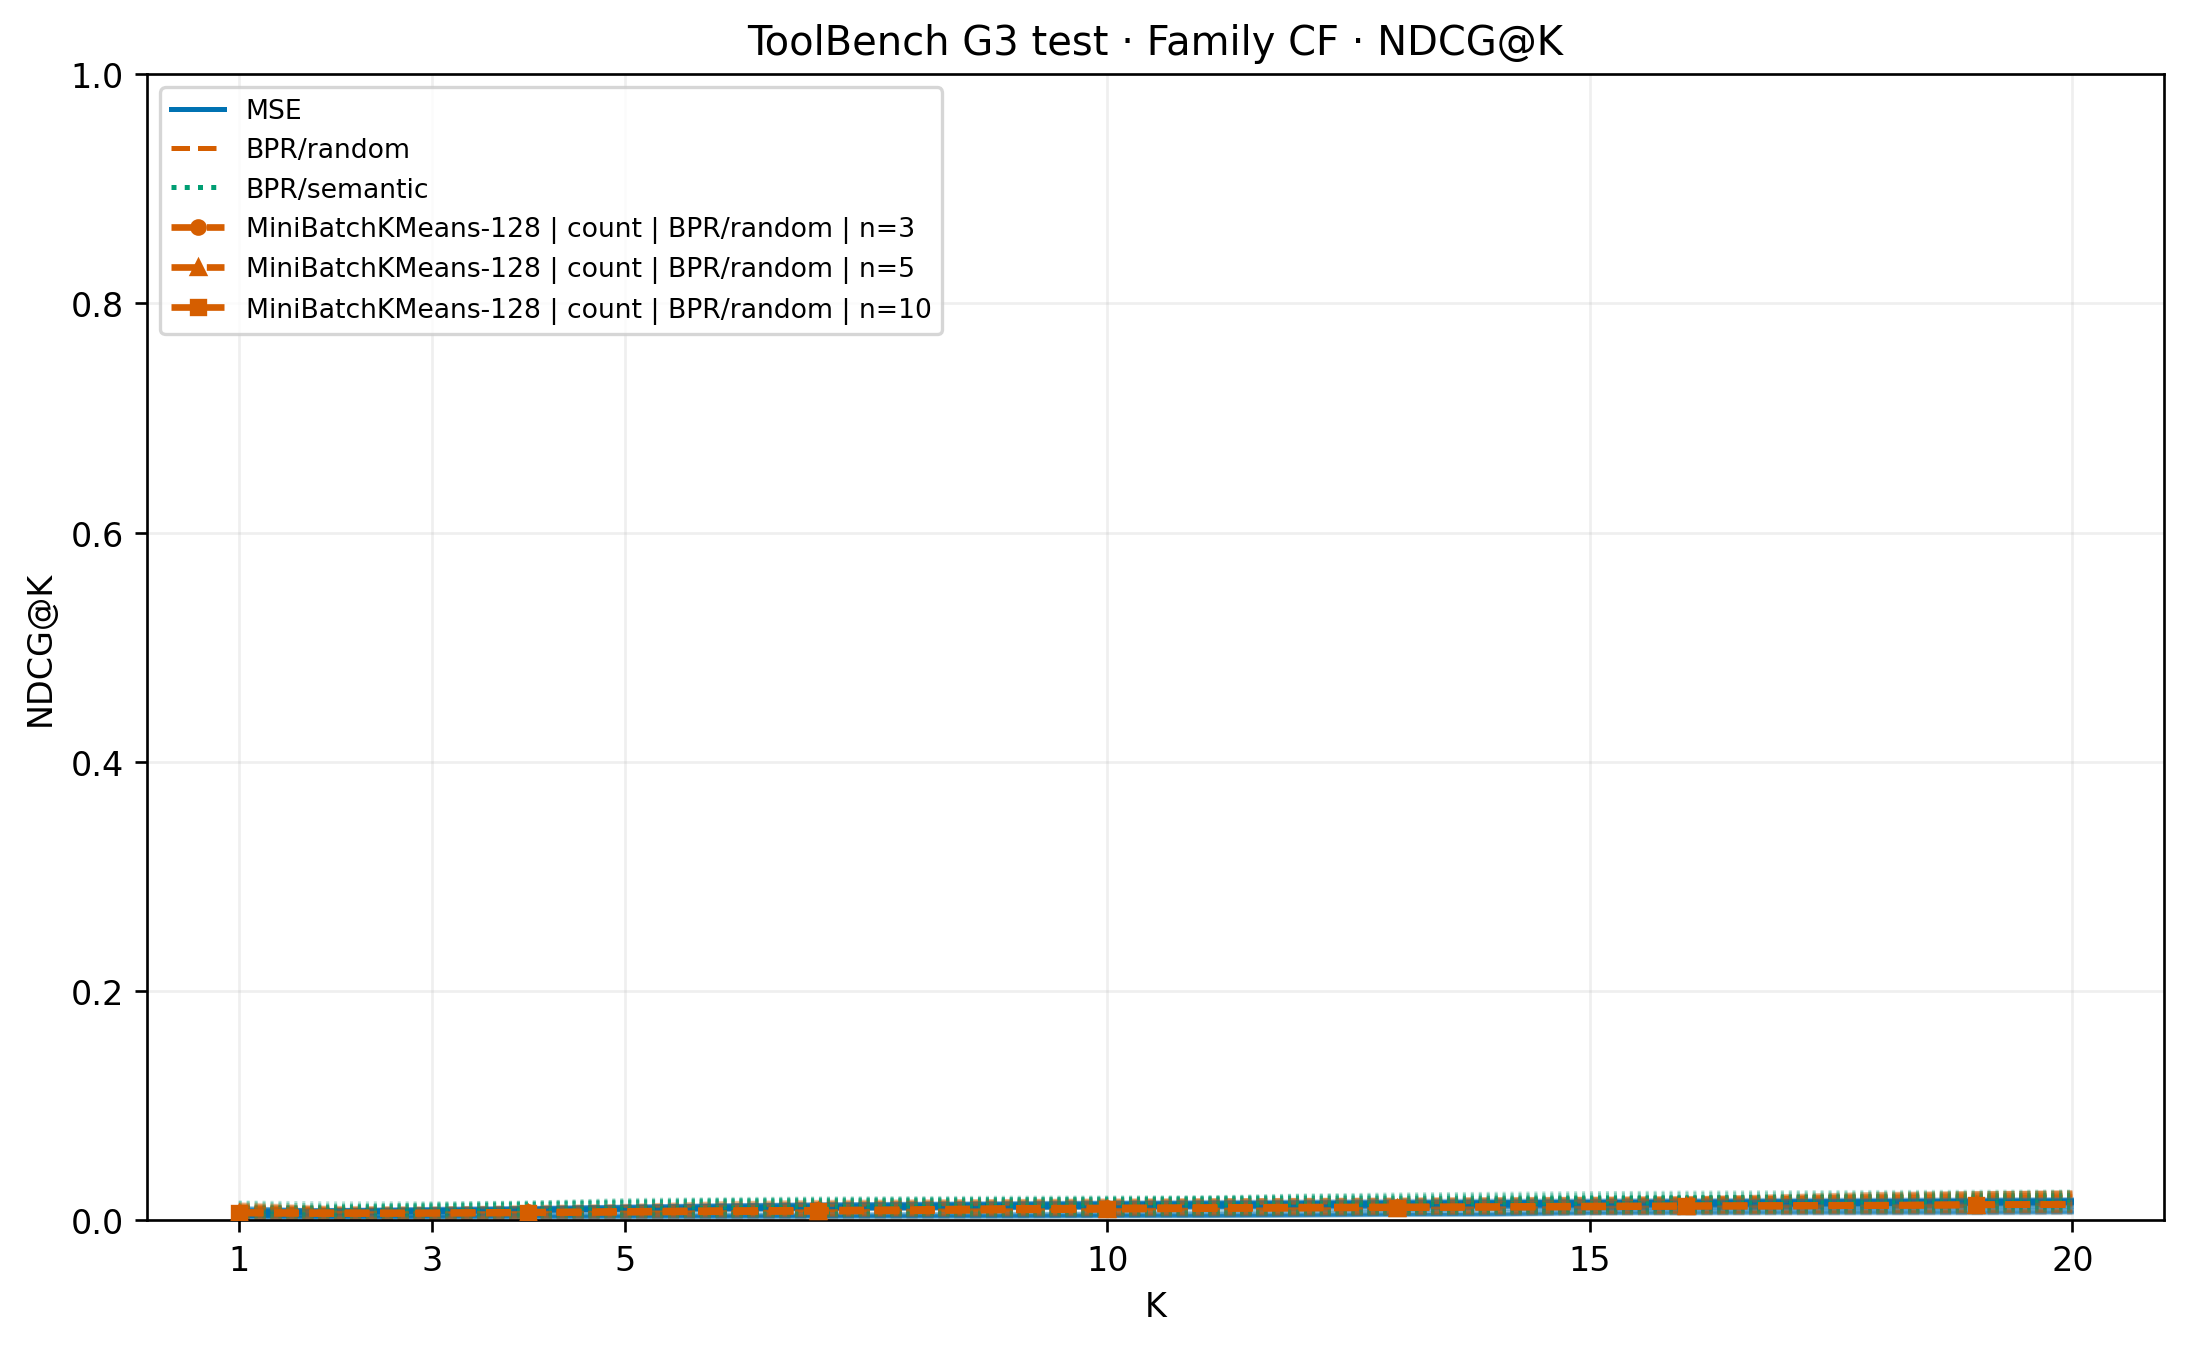 ToolBench G3 test · Family CF · NDCG@K
1.0
0.8
0.6
0.4
0.2
0.0
NDCG@K
MSE
BPR/random
BPR/semantic
MiniBatchKMeans-128 | count | BPR/random | n=3
MiniBatchKMeans-128 | count | BPR/random | n=5
MiniBatchKMeans-128 | count | BPR/random | n=10
1 3 5 10 15 20
K